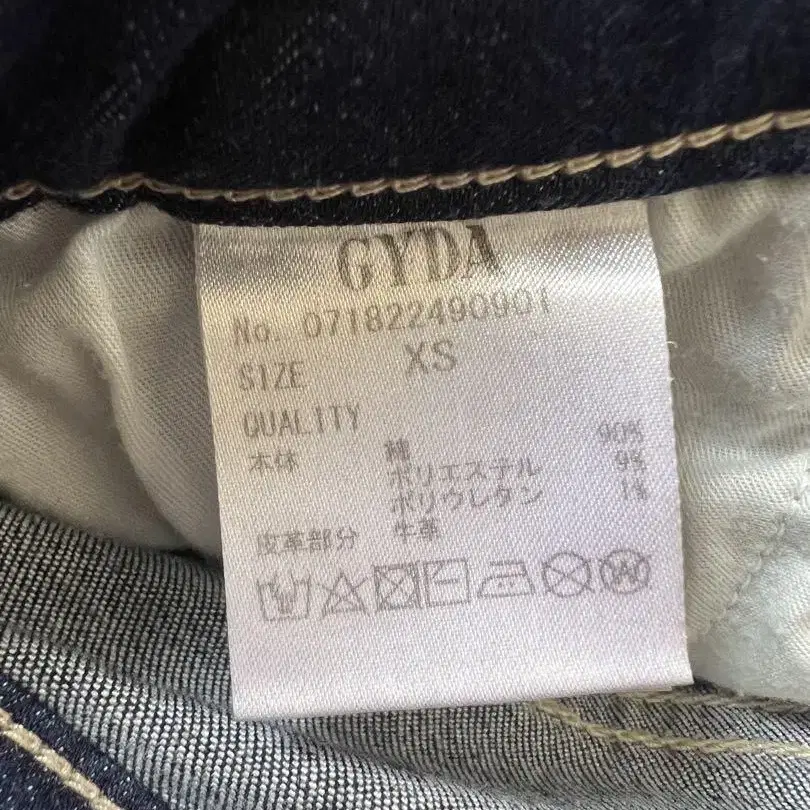 GYDA
No. 071822490901
SIZE XS
QUALITY
本体 綿 90%
ポリエステル 9%
ポリウレタン 1%
皮革部分 牛革